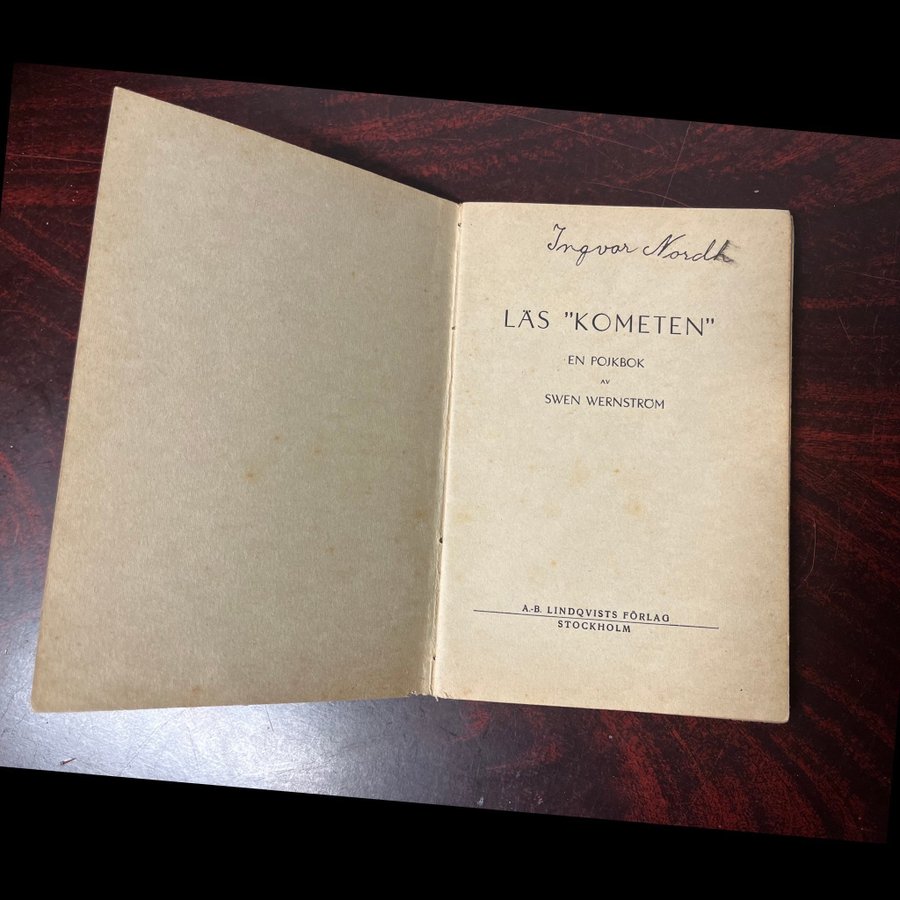 Ingvar Nordh
LÄS "KOMETEN"
EN POJKBOK
AV
SWEN WERNSTRÖM
A.-B. LINDQVISTS FÖRLAG
STOCKHOLM